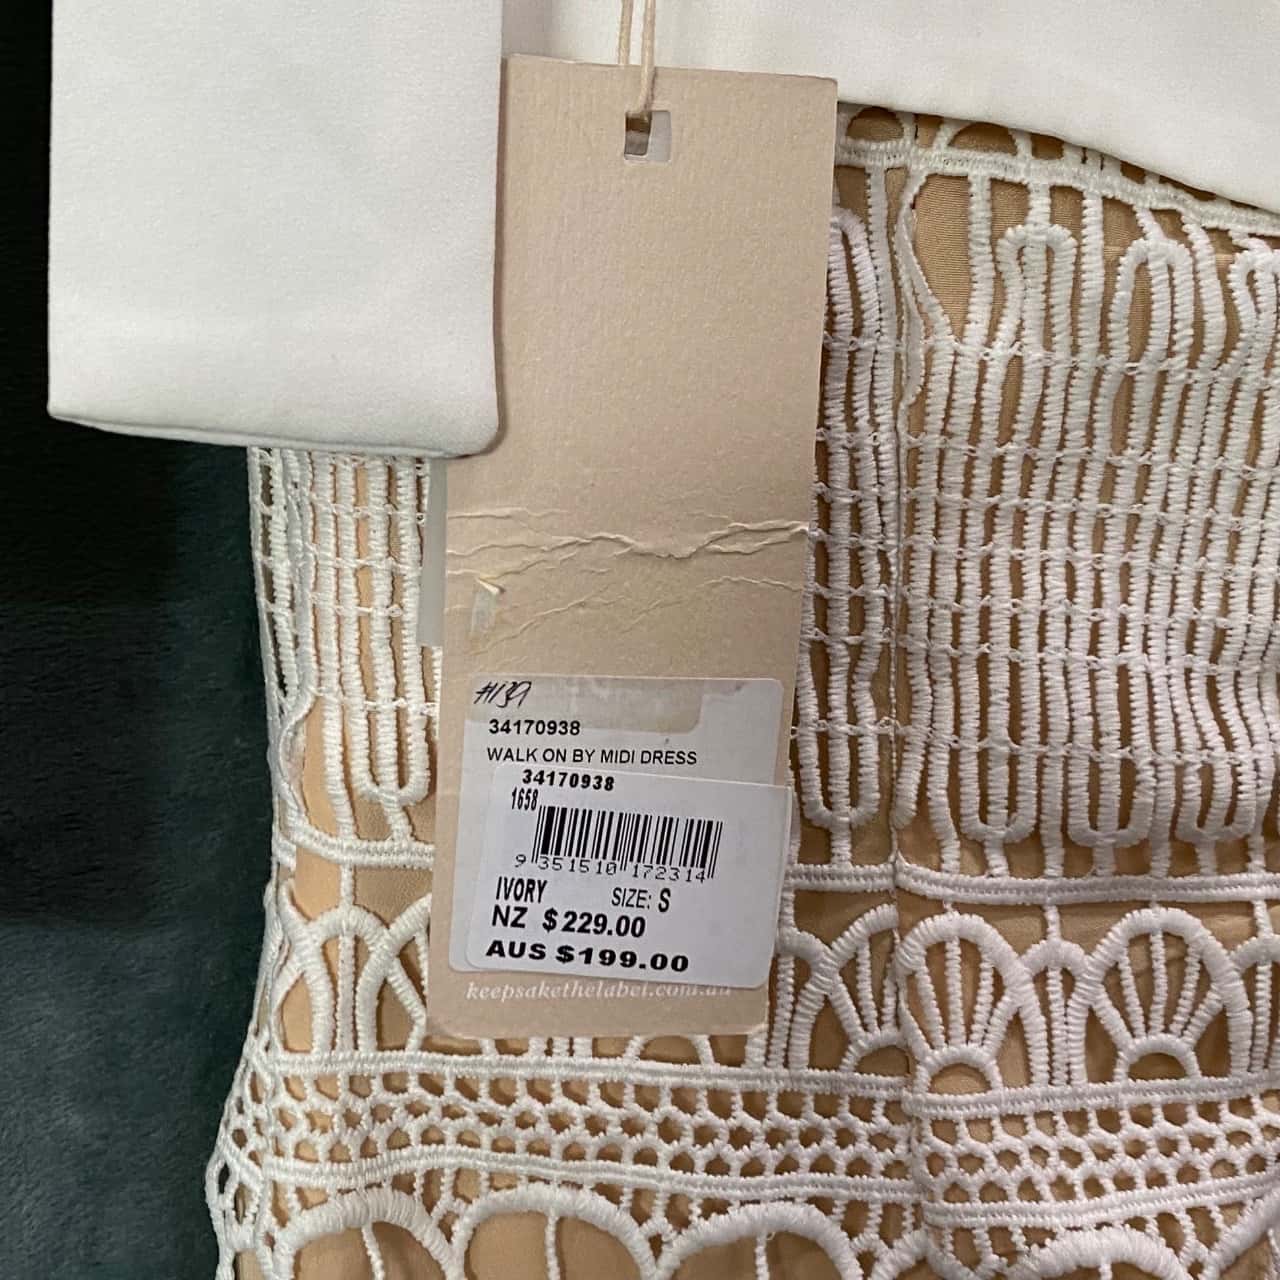 #139
34170938
WALK ON BY MIDI DRESS
34170938
1658
9 351510 172314
IVORY SIZE: S
NZ $229.00
AUS $199.00
keepsakethelabel.com.au